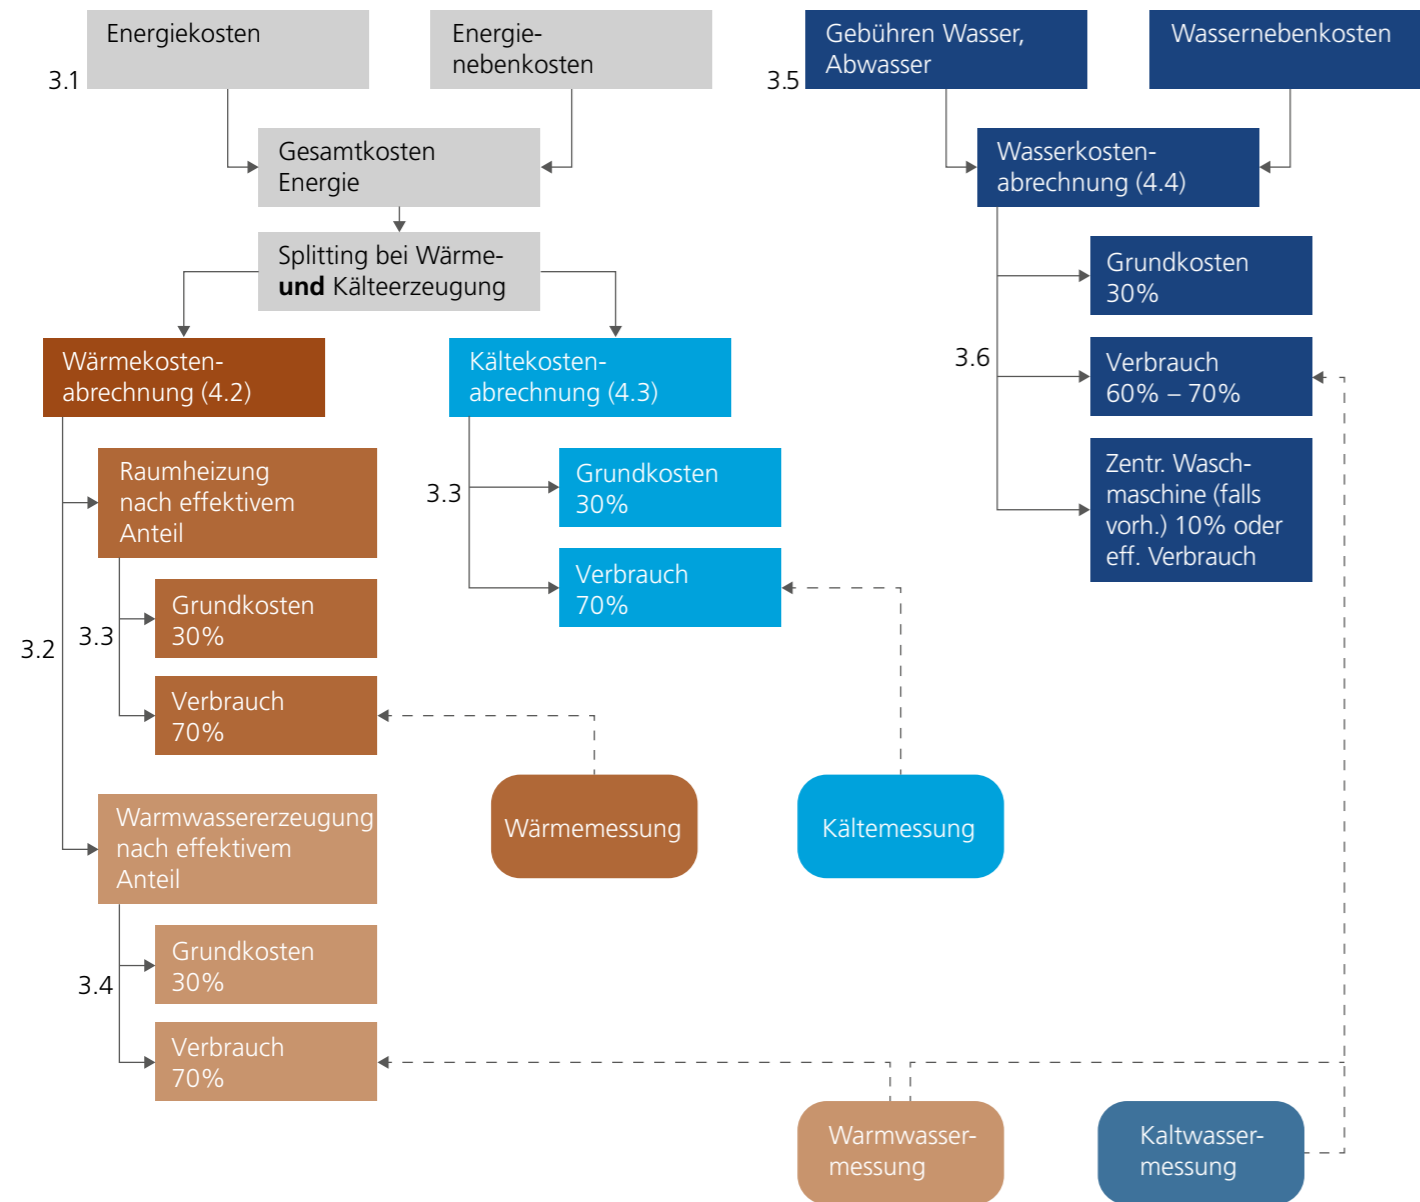 Energiekosten
Energie-
nebenkosten
3.1
Gesamtkosten
Energie
Splitting bei Wärme-
und Kälteerzeugung
Wärmekosten-
abrechnung (4.2)
3.2
Raumheizung
nach effektivem
Anteil
3.3
Grundkosten
30%
Verbrauch
70%
Warmwassererzeugung
nach effektivem
Anteil
3.4
Grundkosten
30%
Verbrauch
70%
Kältekosten-
abrechnung (4.3)
3.3
Grundkosten
30%
Verbrauch
70%
Wärmemessung
Kältemessung
Gebühren Wasser,
Abwasser
Wassernebenkosten
3.5
Wasserkosten-
abrechnung (4.4)
3.6
Grundkosten
30%
Verbrauch
60% – 70%
Zentr. Wasch-
maschine (falls
vorh.) 10% oder
eff. Verbrauch
Warmwasser-
messung
Kaltwasser-
messung